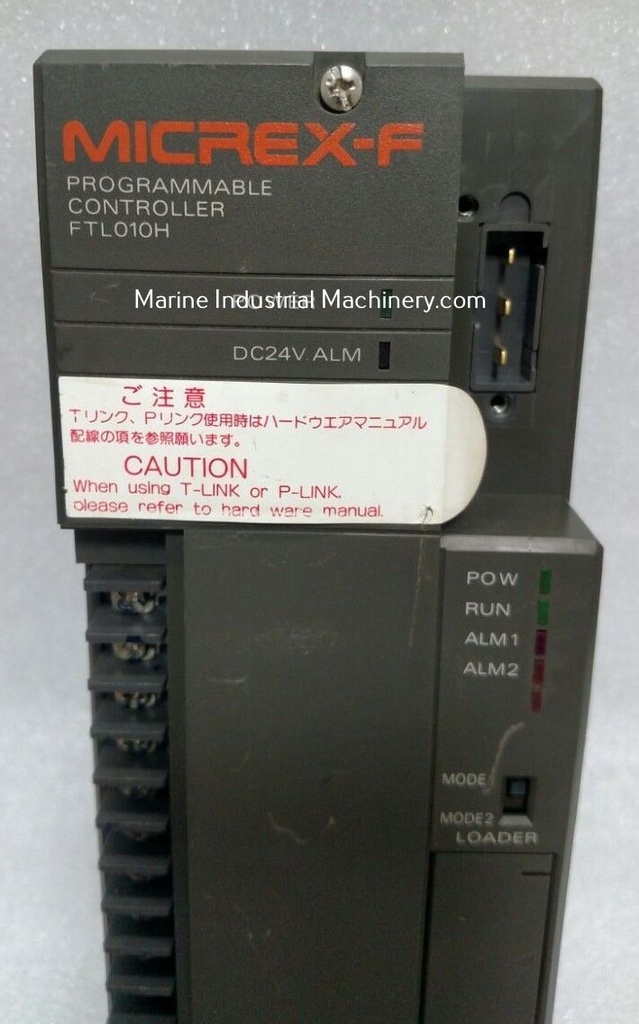 MICREX-F
PROGRAMMABLE
CONTROLLER
FTL010H
POWER
Marine Industrial Machinery.com
DC24V. ALM
ご注意
Tリンク、Pリンク使用時はハードウエアマニュアル
配線の項を参照願います。
CAUTION
When using T-LINK or P-LINK,
please refer to hard ware manual.
POW
RUN
ALM1
ALM2
MODE
MODE2
LOADER